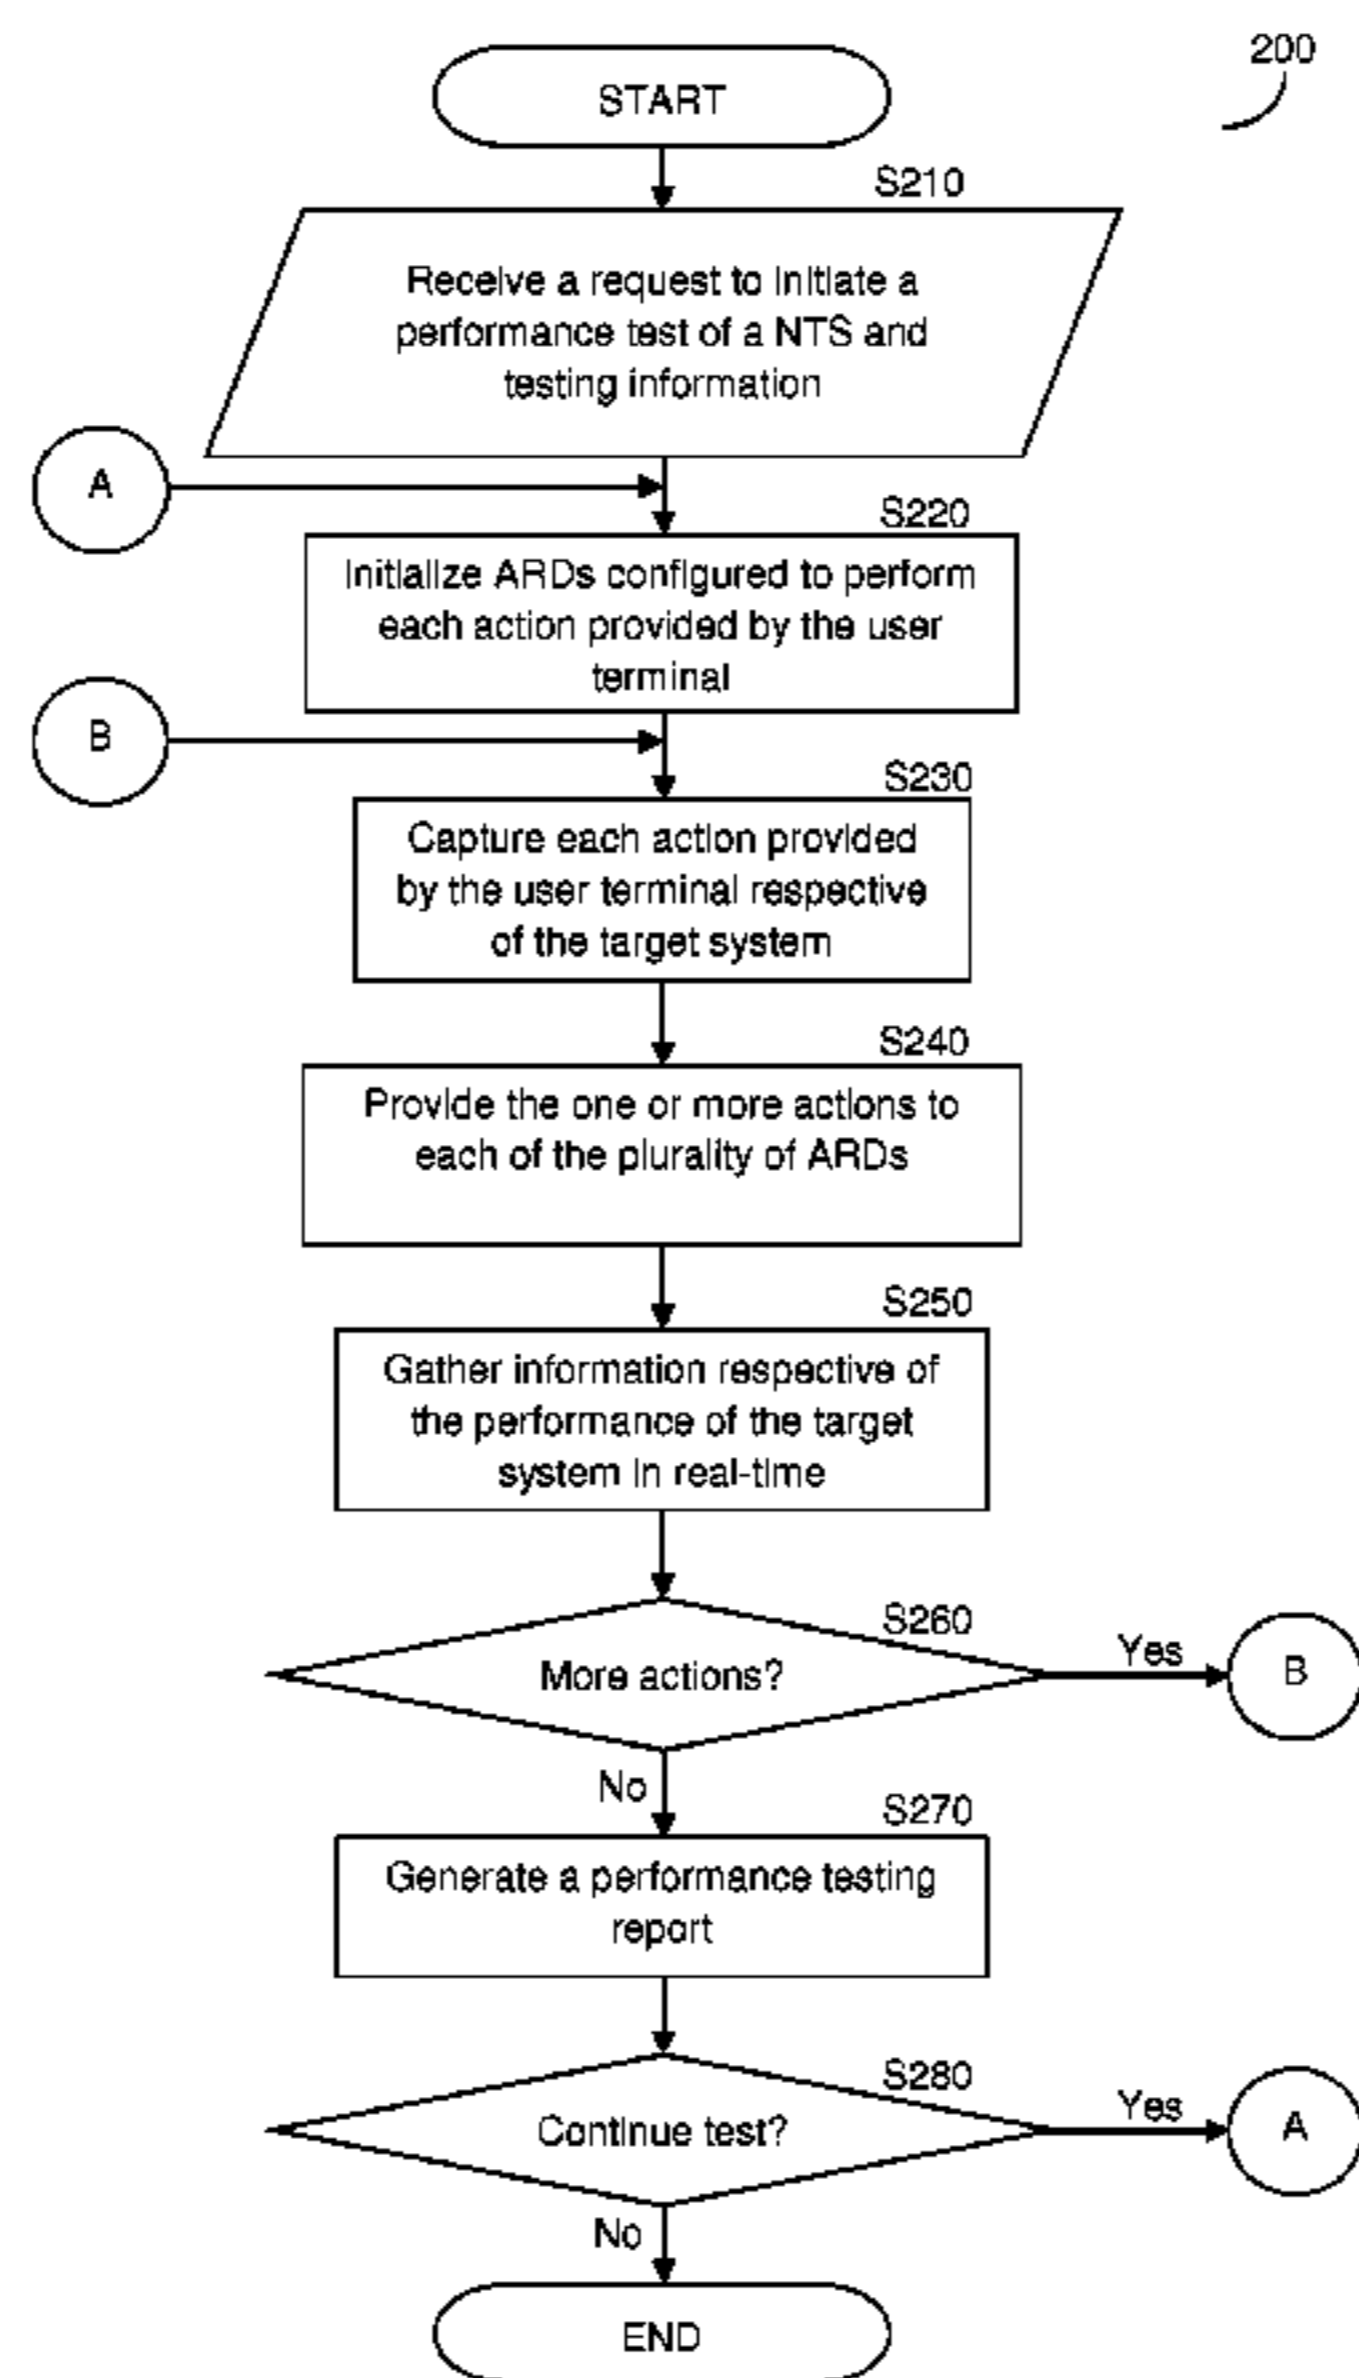 200
START
S210
Receive a request to initiate a
performance test of a NTS and
testing information
A
S220
Initialize ARDs configured to perform
each action provided by the user
terminal
B
S230
Capture each action provided
by the user terminal respective
of the target system
S240
Provide the one or more actions to
each of the plurality of ARDs
S250
Gather information respective of
the performance of the target
system in real-time
S260
More actions?
Yes
B
No
S270
Generate a performance testing
report
S280
Continue test?
Yes
A
No
END